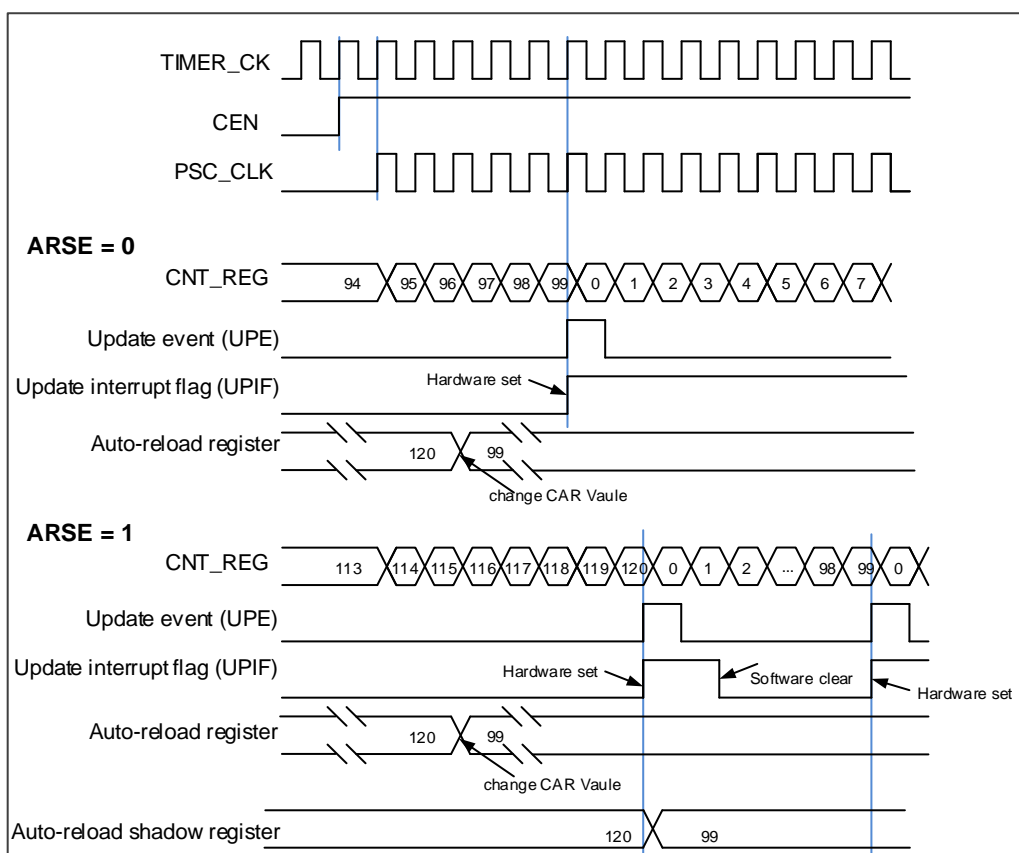 TIMER_CK
CEN
PSC_CLK
ARSE = 0
CNT_REG 94 95 96 97 98 99 0 1 2 3 4 5 6 7
Update event (UPE)
Update interrupt flag (UPIF) Hardware set
Auto-reload register 120 99
change CAR Vaule
ARSE = 1
CNT_REG 113 114 115 116 117 118 119 120 0 1 2 ... 98 99 0
Update event (UPE)
Update interrupt flag (UPIF) Hardware set Software clear Hardware set
Auto-reload register 120 99
change CAR Vaule
Auto-reload shadow register 120 99